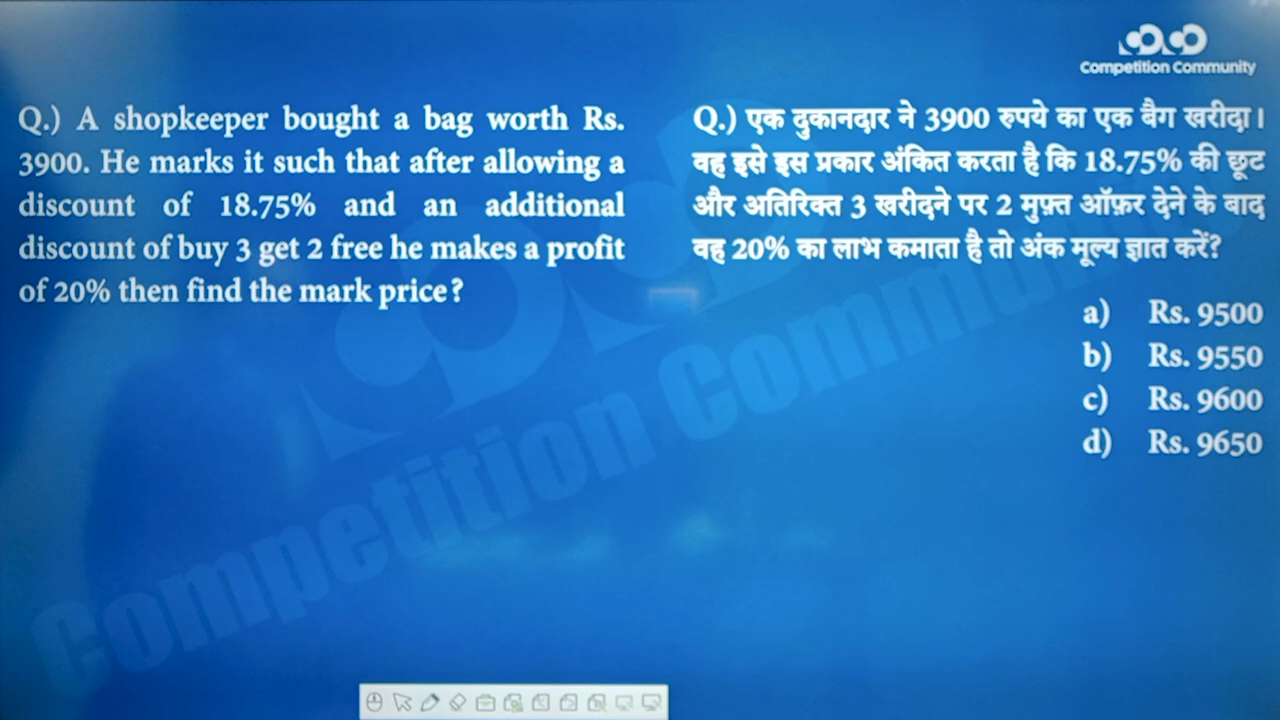 Competition Community
Q.) A shopkeeper bought a bag worth Rs.
3900. He marks it such that after allowing a
discount of 18.75% and an additional
discount of buy 3 get 2 free he makes a profit
of 20% then find the mark price?
Q.) एक दुकानदार ने 3900 रुपये का एक बैग खरीदा।
वह इसे इस प्रकार अंकित करता है कि 18.75% की छूट
और अतिरिक्त 3 खरीदने पर 2 मुफ़्त ऑफ़र देने के बाद
वह 20% का लाभ कमाता है तो अंक मूल्य ज्ञात करें?
a) Rs. 9500
b) Rs. 9550
c) Rs. 9600
d) Rs. 9650
Competition Community